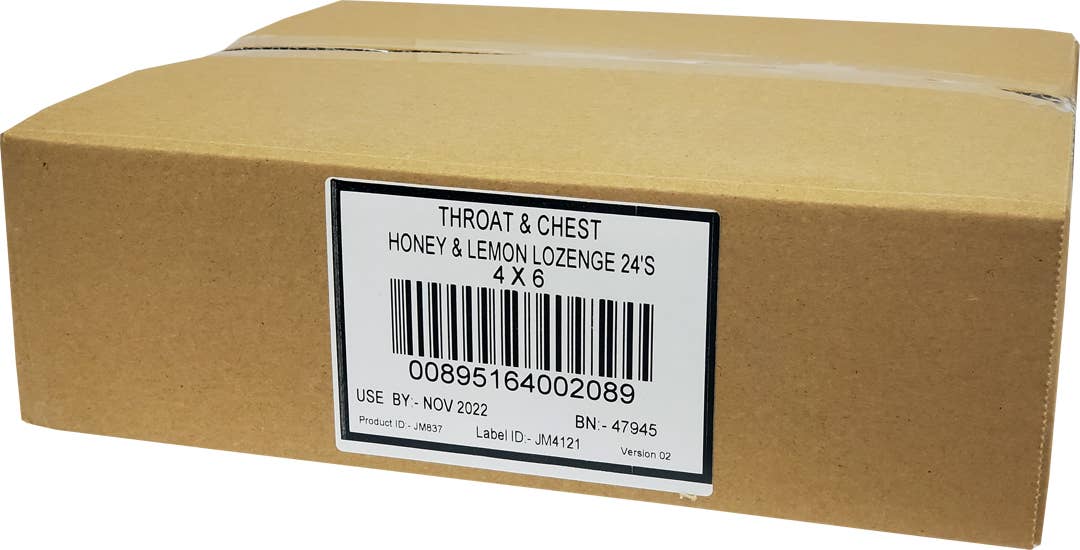 THROAT & CHEST
HONEY & LEMON LOZENGE 24'S
4 X 6
00895164002089
USE BY:- NOV 2022
BN:- 47945
Product ID:- JM837
Label ID:- JM4121
Version 02